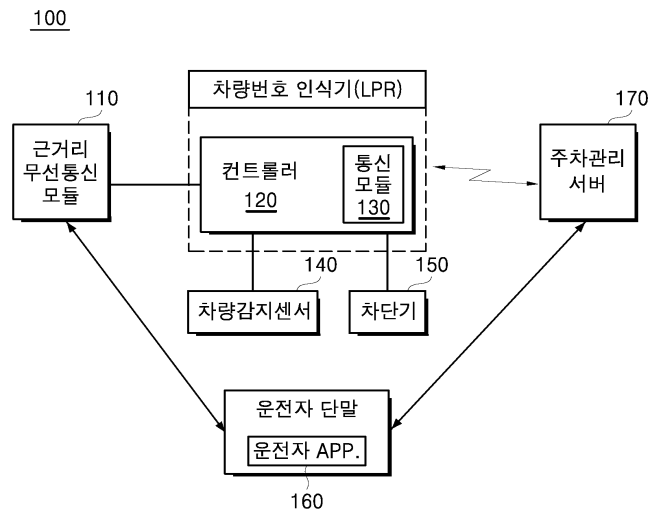 100
차량번호 인식기(LPR)
110
근거리
무선통신
모듈
컨트롤러
120
통신
모듈
130
170
주차관리
서버
140
차량감지센서
150
차단기
운전자 단말
운전자 APP.
160